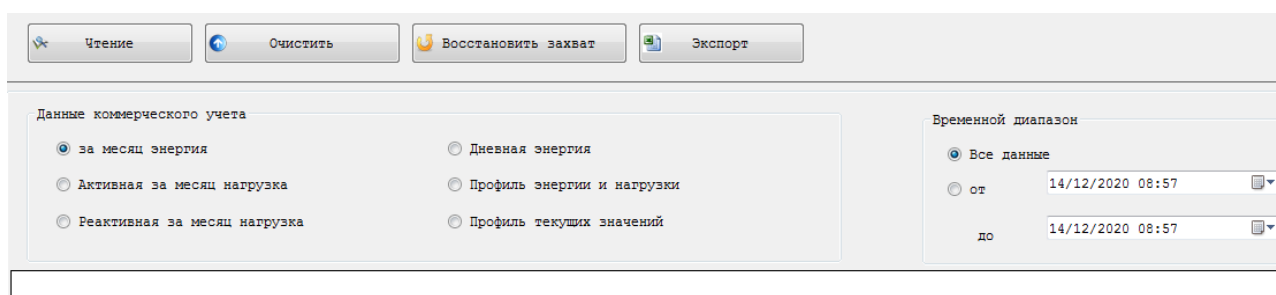 Чтение Очистить Восстановить захват Экспорт
Данные коммерческого учета
за месяц энергия Дневная энергия
Активная за месяц нагрузка Профиль энергии и нагрузки
Реактивная за месяц нагрузка Профиль текущих значений
Временной диапазон
Все данные
от 14/12/2020 08:57
до 14/12/2020 08:57